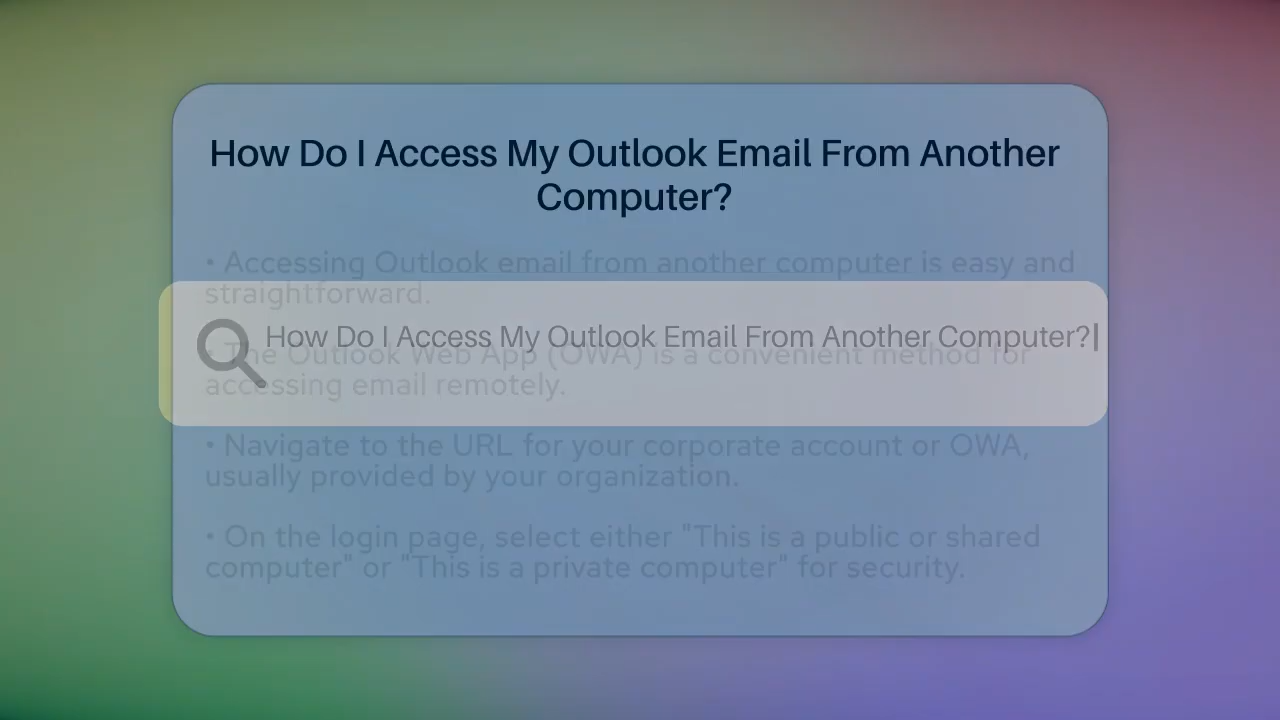 How Do I Access My Outlook Email From Another
Computer?
• Accessing Outlook email from another computer is easy and
straightforward.
How Do I Access My Outlook Email From Another Computer?
• The Outlook Web App (OWA) is a convenient method for
accessing email remotely.
• Navigate to the URL for your corporate account or OWA,
usually provided by your organization.
• On the login page, select either "This is a public or shared
computer" or "This is a private computer" for security.